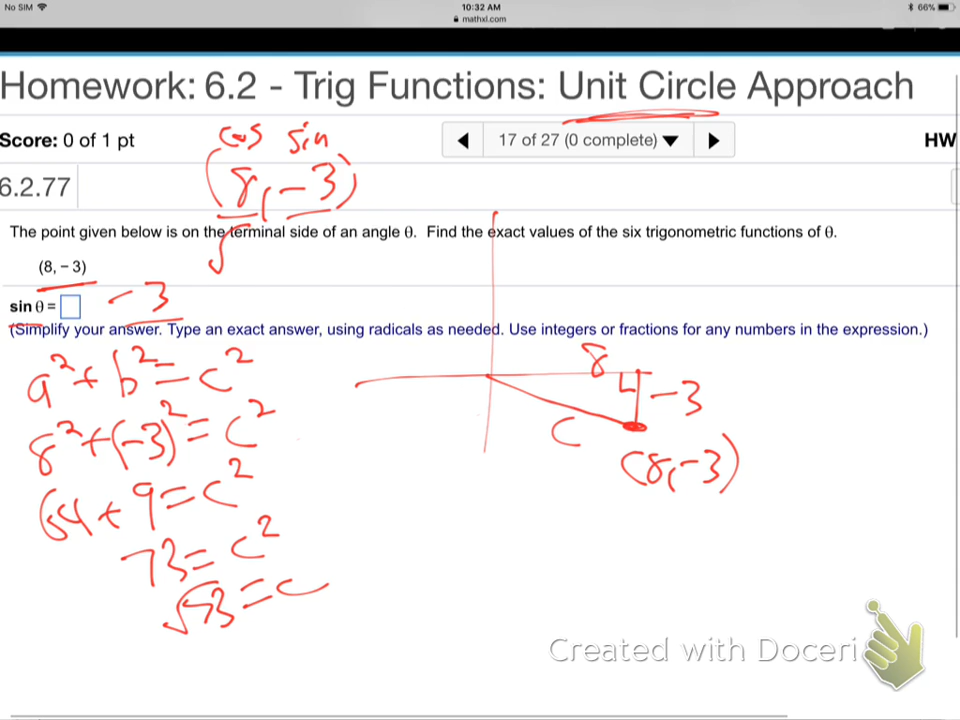 No SIM 10:32 AM 66%
mathxl.com
Homework: 6.2 - Trig Functions: Unit Circle Approach
Score: 0 of 1 pt
cos sin
17 of 27 (0 complete)
HW
6.2.77
(8, -3)
The point given below is on the terminal side of an angle θ. Find the exact values of the six trigonometric functions of θ.
(8, - 3)
sin θ =
-3
(Simplify your answer. Type an exact answer, using radicals as needed. Use integers or fractions for any numbers in the expression.)
a² + b² = c²
8² + (-3)² = c²
64 + 9 = c²
73 = c²
√73 = c
8
-3
c
(8, -3)
Created with Doceri